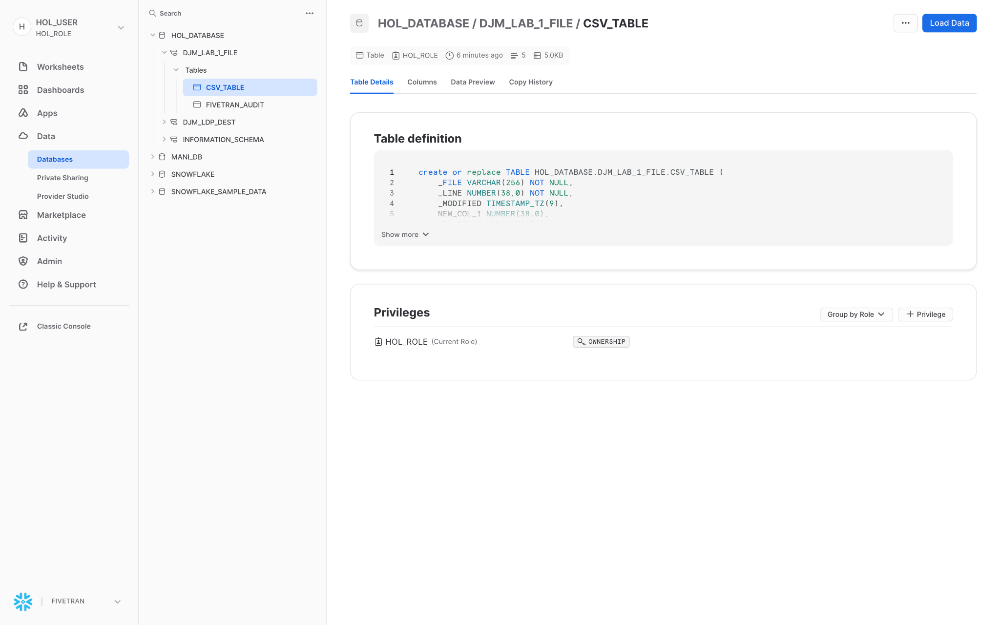 H
HOL_USER
HOL_ROLE
Worksheets
Dashboards
Apps
Data
Databases
Private Sharing
Provider Studio
Marketplace
Activity
Admin
Help & Support
Classic Console
FIVETRAN
Search
HOL_DATABASE
DJM_LAB_1_FILE
Tables
CSV_TABLE
FIVETRAN_AUDIT
DJM_LDP_DEST
INFORMATION_SCHEMA
MANI_DB
SNOWFLAKE
SNOWFLAKE_SAMPLE_DATA
HOL_DATABASE / DJM_LAB_1_FILE / CSV_TABLE
Load Data
Table HOL_ROLE 6 minutes ago 5 5.0KB
Table Details Columns Data Preview Copy History
Table definition
1 create or replace TABLE HOL_DATABASE.DJM_LAB_1_FILE.CSV_TABLE (
2 _FILE VARCHAR(256) NOT NULL,
3 _LINE NUMBER(38,0) NOT NULL,
4 _MODIFIED TIMESTAMP_TZ(9),
5 NEW_COL_1 NUMBER(38,0),
Show more
Privileges
Group by Role
Privilege
HOL_ROLE (Current Role) OWNERSHIP